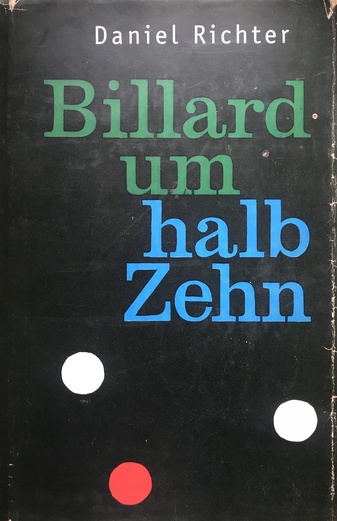 Daniel Richter
Billard
um
halb
Zehn